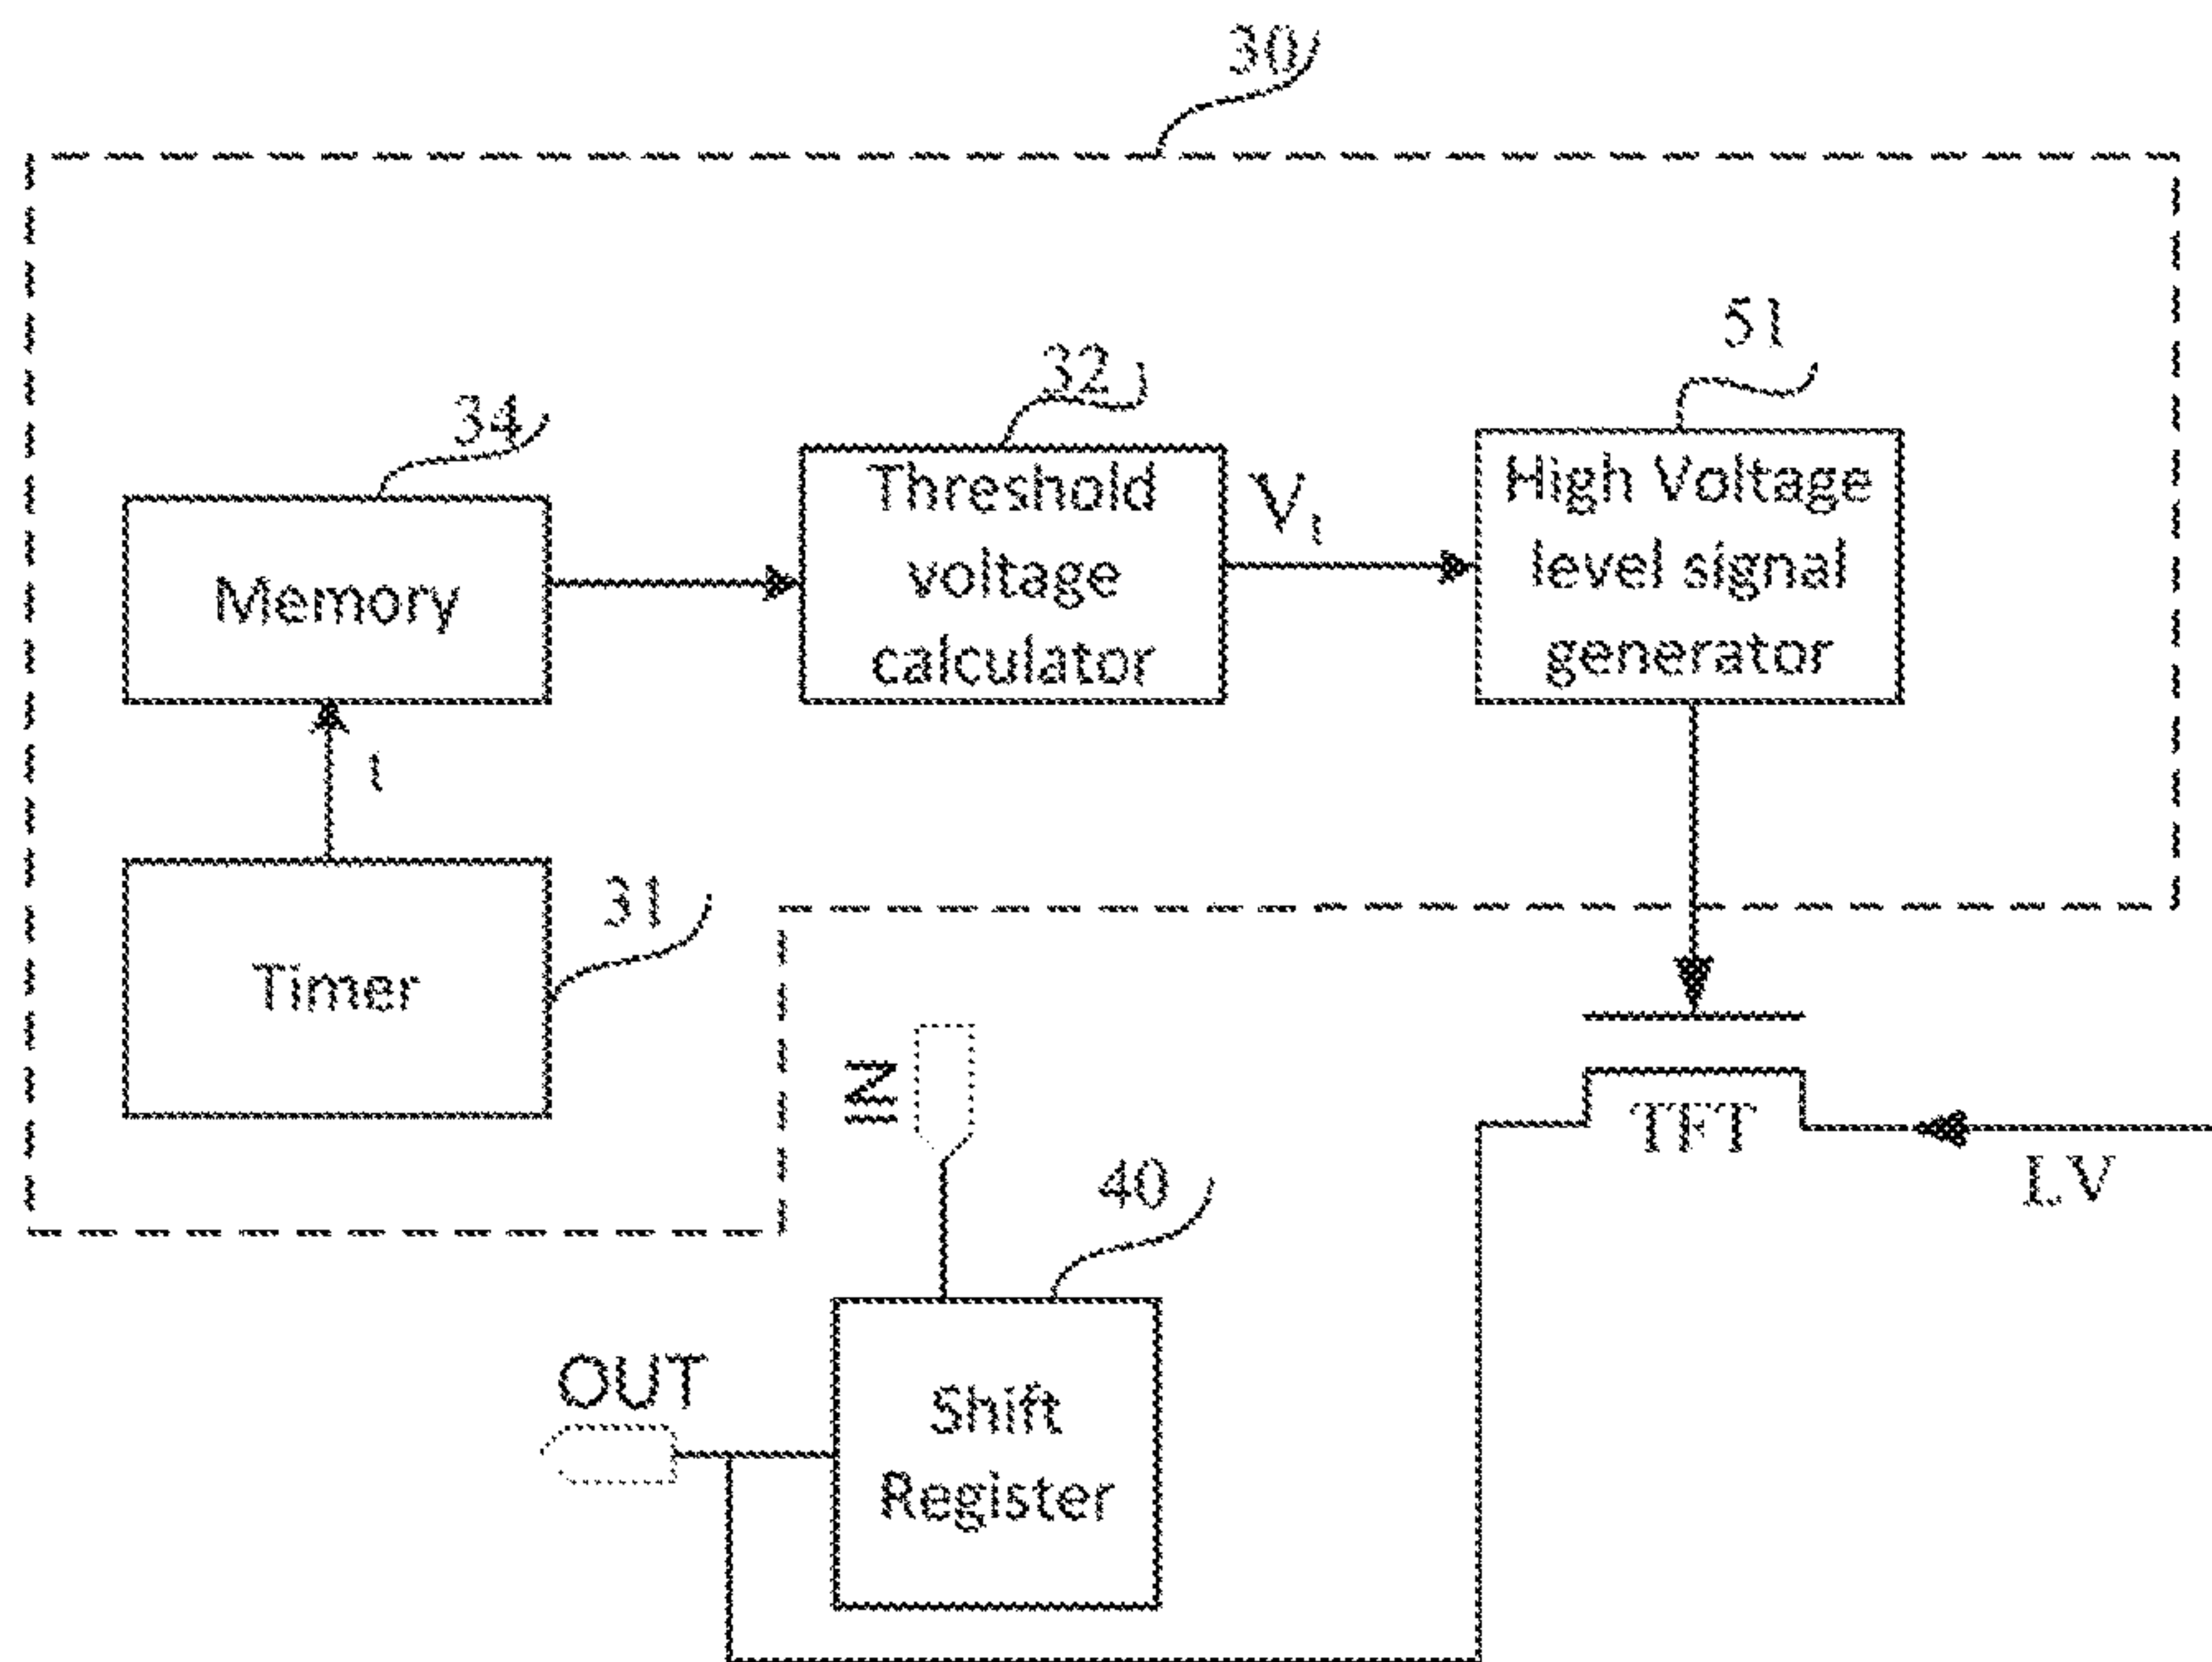 30
51
32
34
Threshold
voltage
calculator
High Voltage
level signal
generator
Vt
Memory
t
31
Timer
IN
TFT
LV
40
OUT
Shift
Register